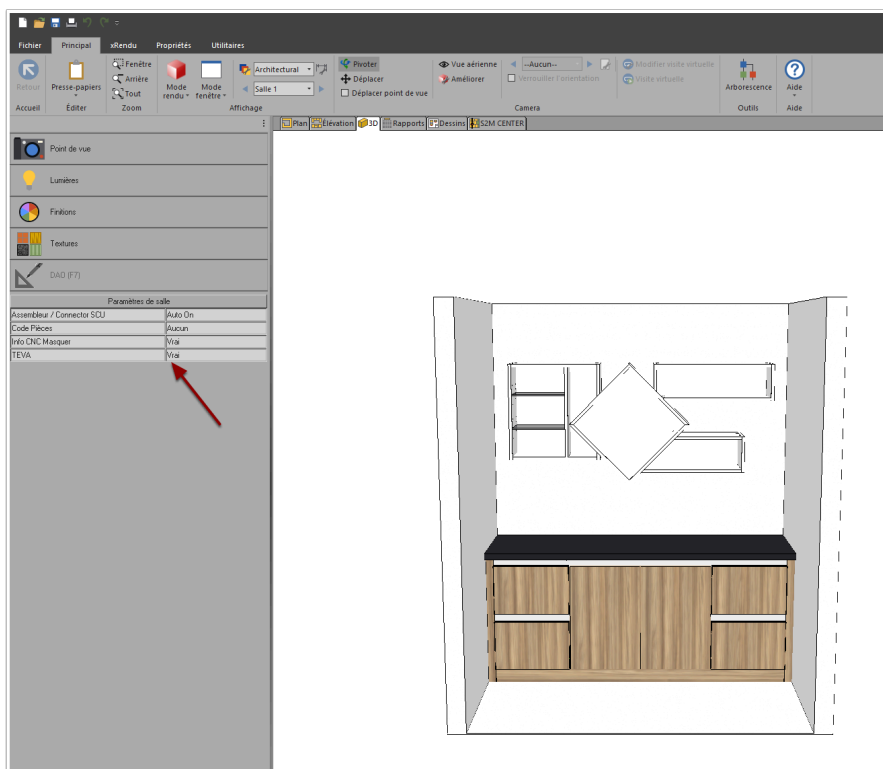 Fichier Principal xRendu Propriétés Utilitaires
Retour
Presse-papiers
Fenêtre
Arrière
Tout
Mode rendu
Mode fenêtre
Architectural
Salle 1
Pivoter
Déplacer
Déplacer point de vue
Vue aérienne
Améliorer
--Aucun--
Verrouiller l'orientation
Modifier visite virtuelle
Visite virtuelle
Arborescence
Aide
Accueil Éditer Zoom Affichage Camera Outils Aide
Plan Élévation 3D Rapports Dessins S2M CENTER
Point de vue
Lumières
Finitions
Textures
DAO (F7)
Paramètres de salle
Assembleur / Connector SCU Auto On
Code Pièces Aucun
Info CNC Masquer Vrai
TEVA Vrai